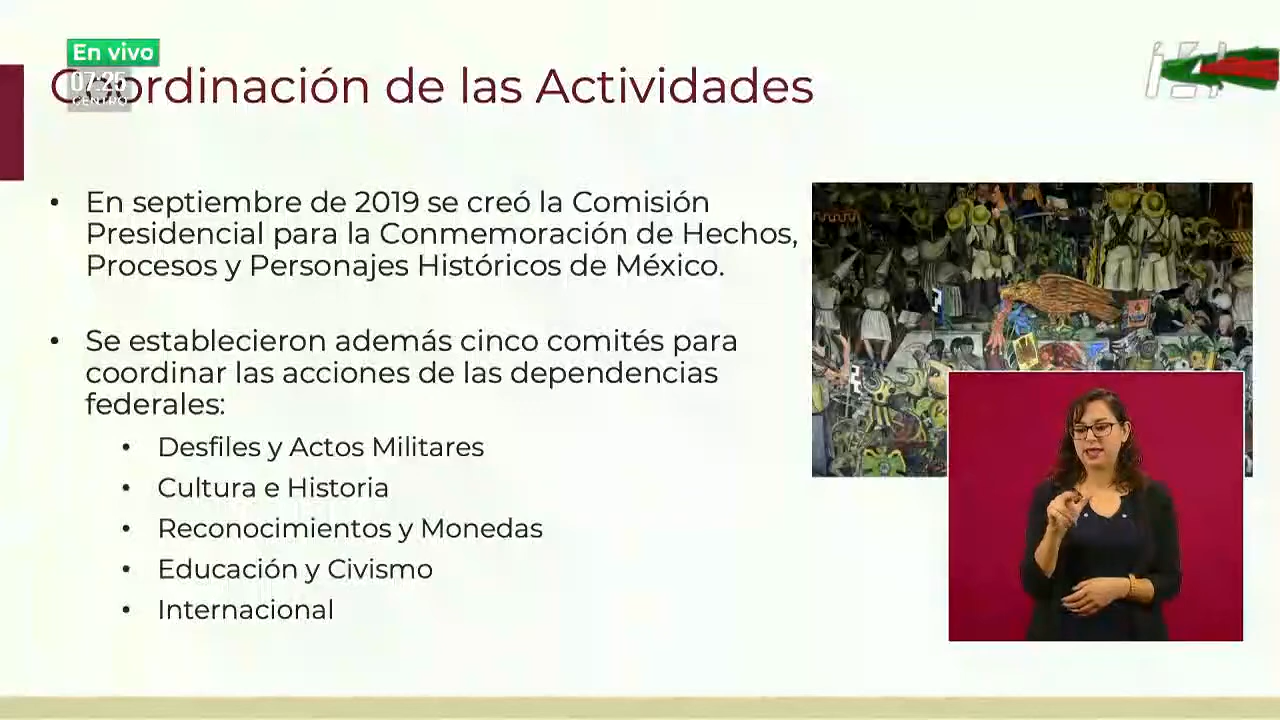 En vivo
07:25
CENTRO
Coordinación de las Actividades
• En septiembre de 2019 se creó la Comisión
Presidencial para la Conmemoración de Hechos,
Procesos y Personajes Históricos de México.
• Se establecieron además cinco comités para
coordinar las acciones de las dependencias
federales:
• Desfiles y Actos Militares
• Cultura e Historia
• Reconocimientos y Monedas
• Educación y Civismo
• Internacional